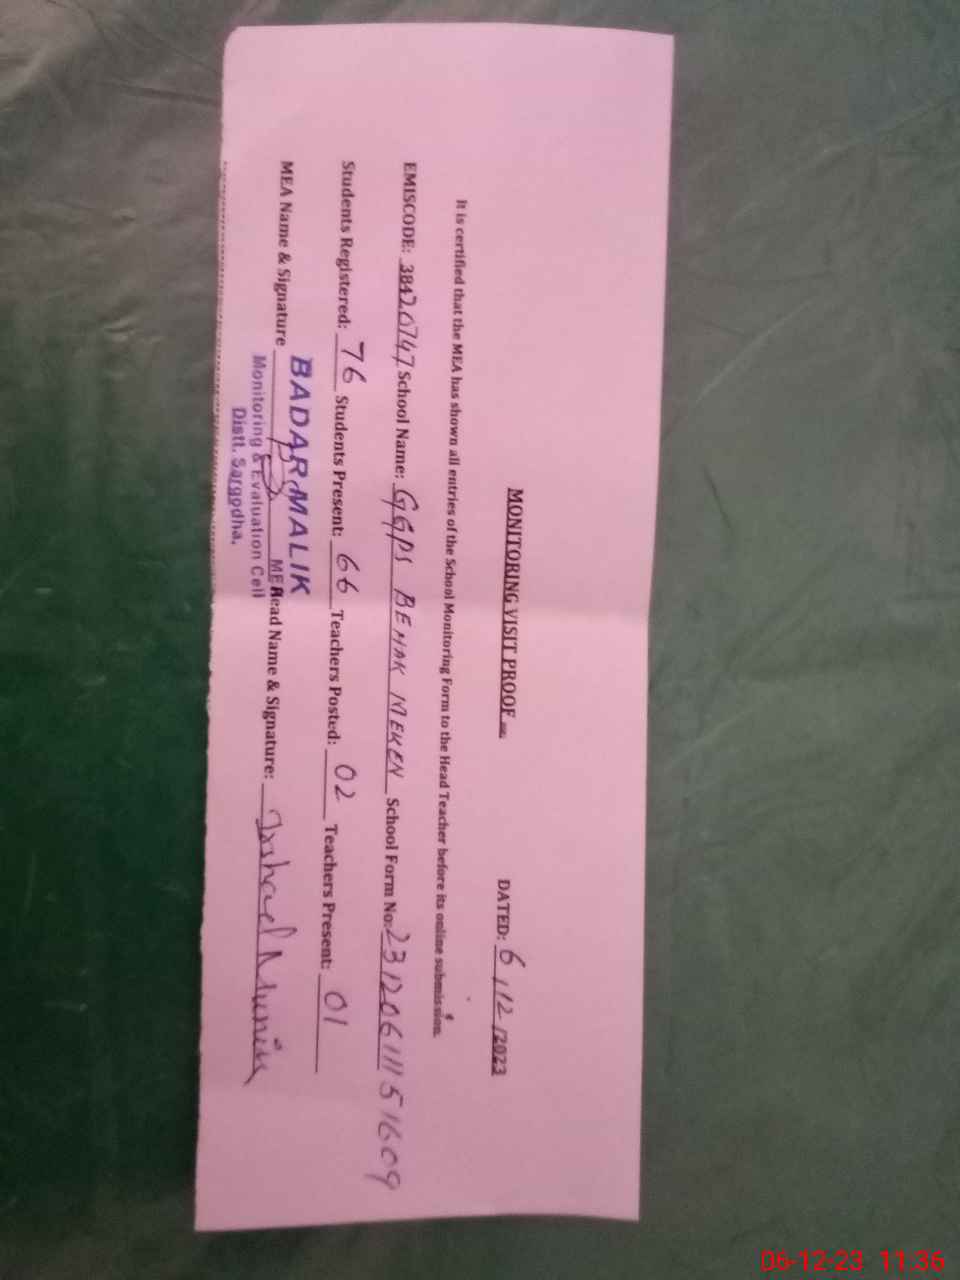 MONITORING VISIT PROOF
DATED: 6/12/2023
It is certified that the MEA has shown all entries of the School Monitoring Form to the Head Teacher before its online submission.
EMISCODE: 38420747 School Name: GGPS BEHAK MEKEN School Form No: 231206111151609
Students Registered: 76 Students Present: 66 Teachers Posted: 02 Teachers Present: 01
MEA Name & Signature Head Name & Signature:
BADAR MALIK
MEA
Monitoring & Evaluation Cell
Distt. Sargodha.
06-12-23 11:36